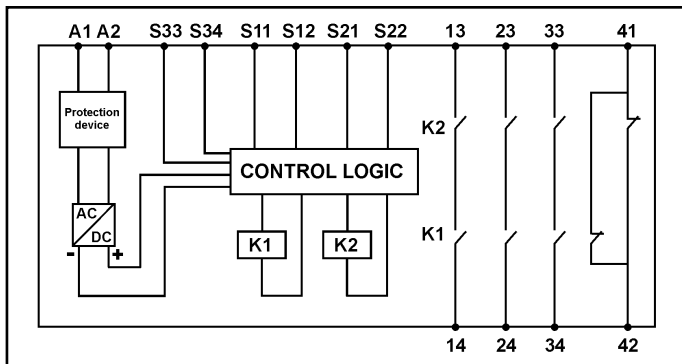 A1 A2 S33 S34 S11 S12 S21 S22 13 23 33 41
Protection
device
K2
CONTROL LOGIC
AC
DC
- +
K1 K2
K1
14 24 34 42